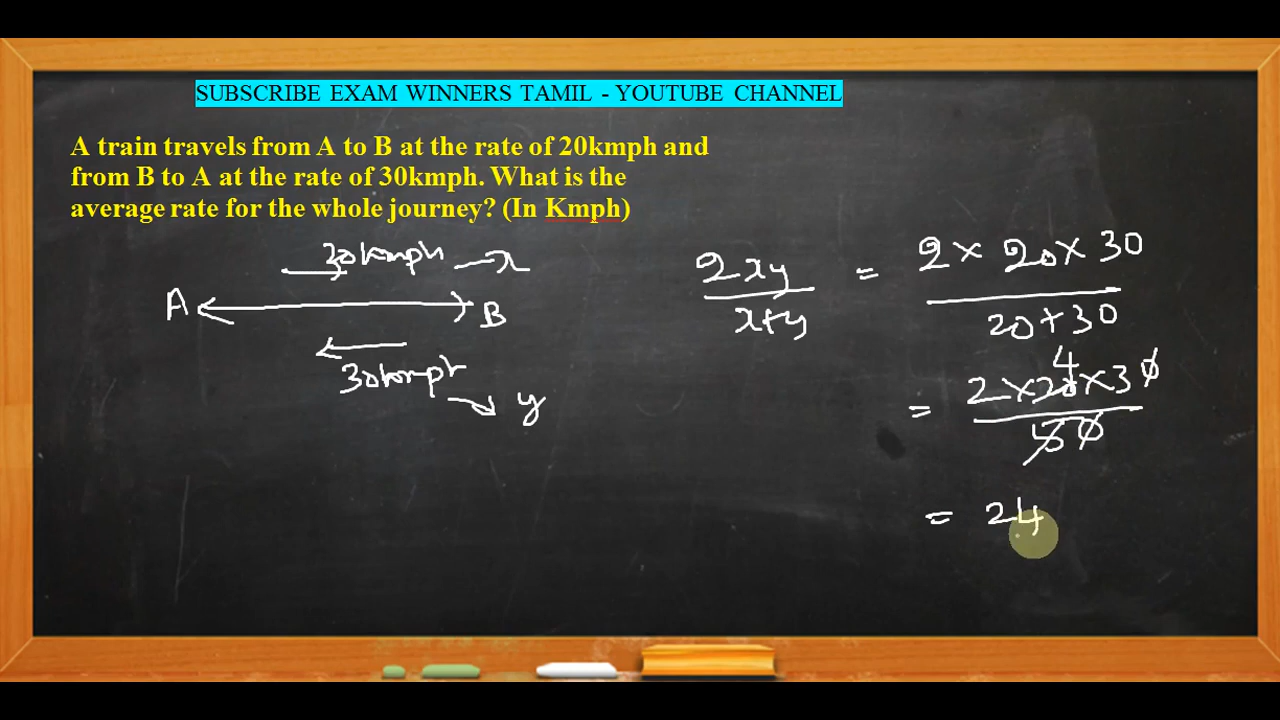 SUBSCRIBE EXAM WINNERS TAMIL - YOUTUBE CHANNEL
A train travels from A to B at the rate of 20kmph and
from B to A at the rate of 30kmph. What is the
average rate for the whole journey? (In Kmph)
30kmph → x
A B
30kmph → y
2xy = 2 × 20 × 30
x+y 20 + 30
4
= 2 × 20 × 30
50
= 24